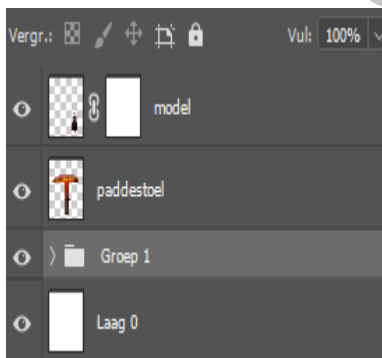 Vergr.: Vul: 100%
model
paddestoel
Groep 1
Laag 0